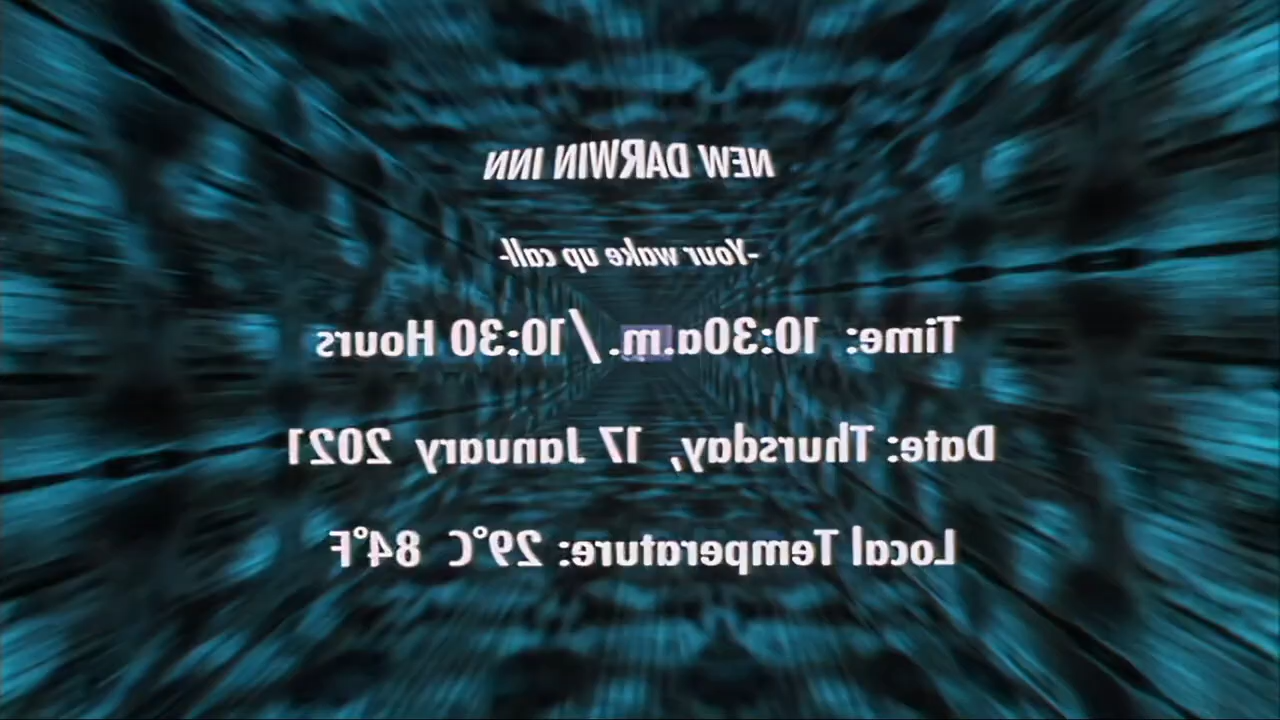 NEW DARWIN INN
-Your wake up call-
Time: 10:30a.m. / 10:30 Hours
Date: Thursday, 17 January 2021
Local Temperature: 29°C 84°F